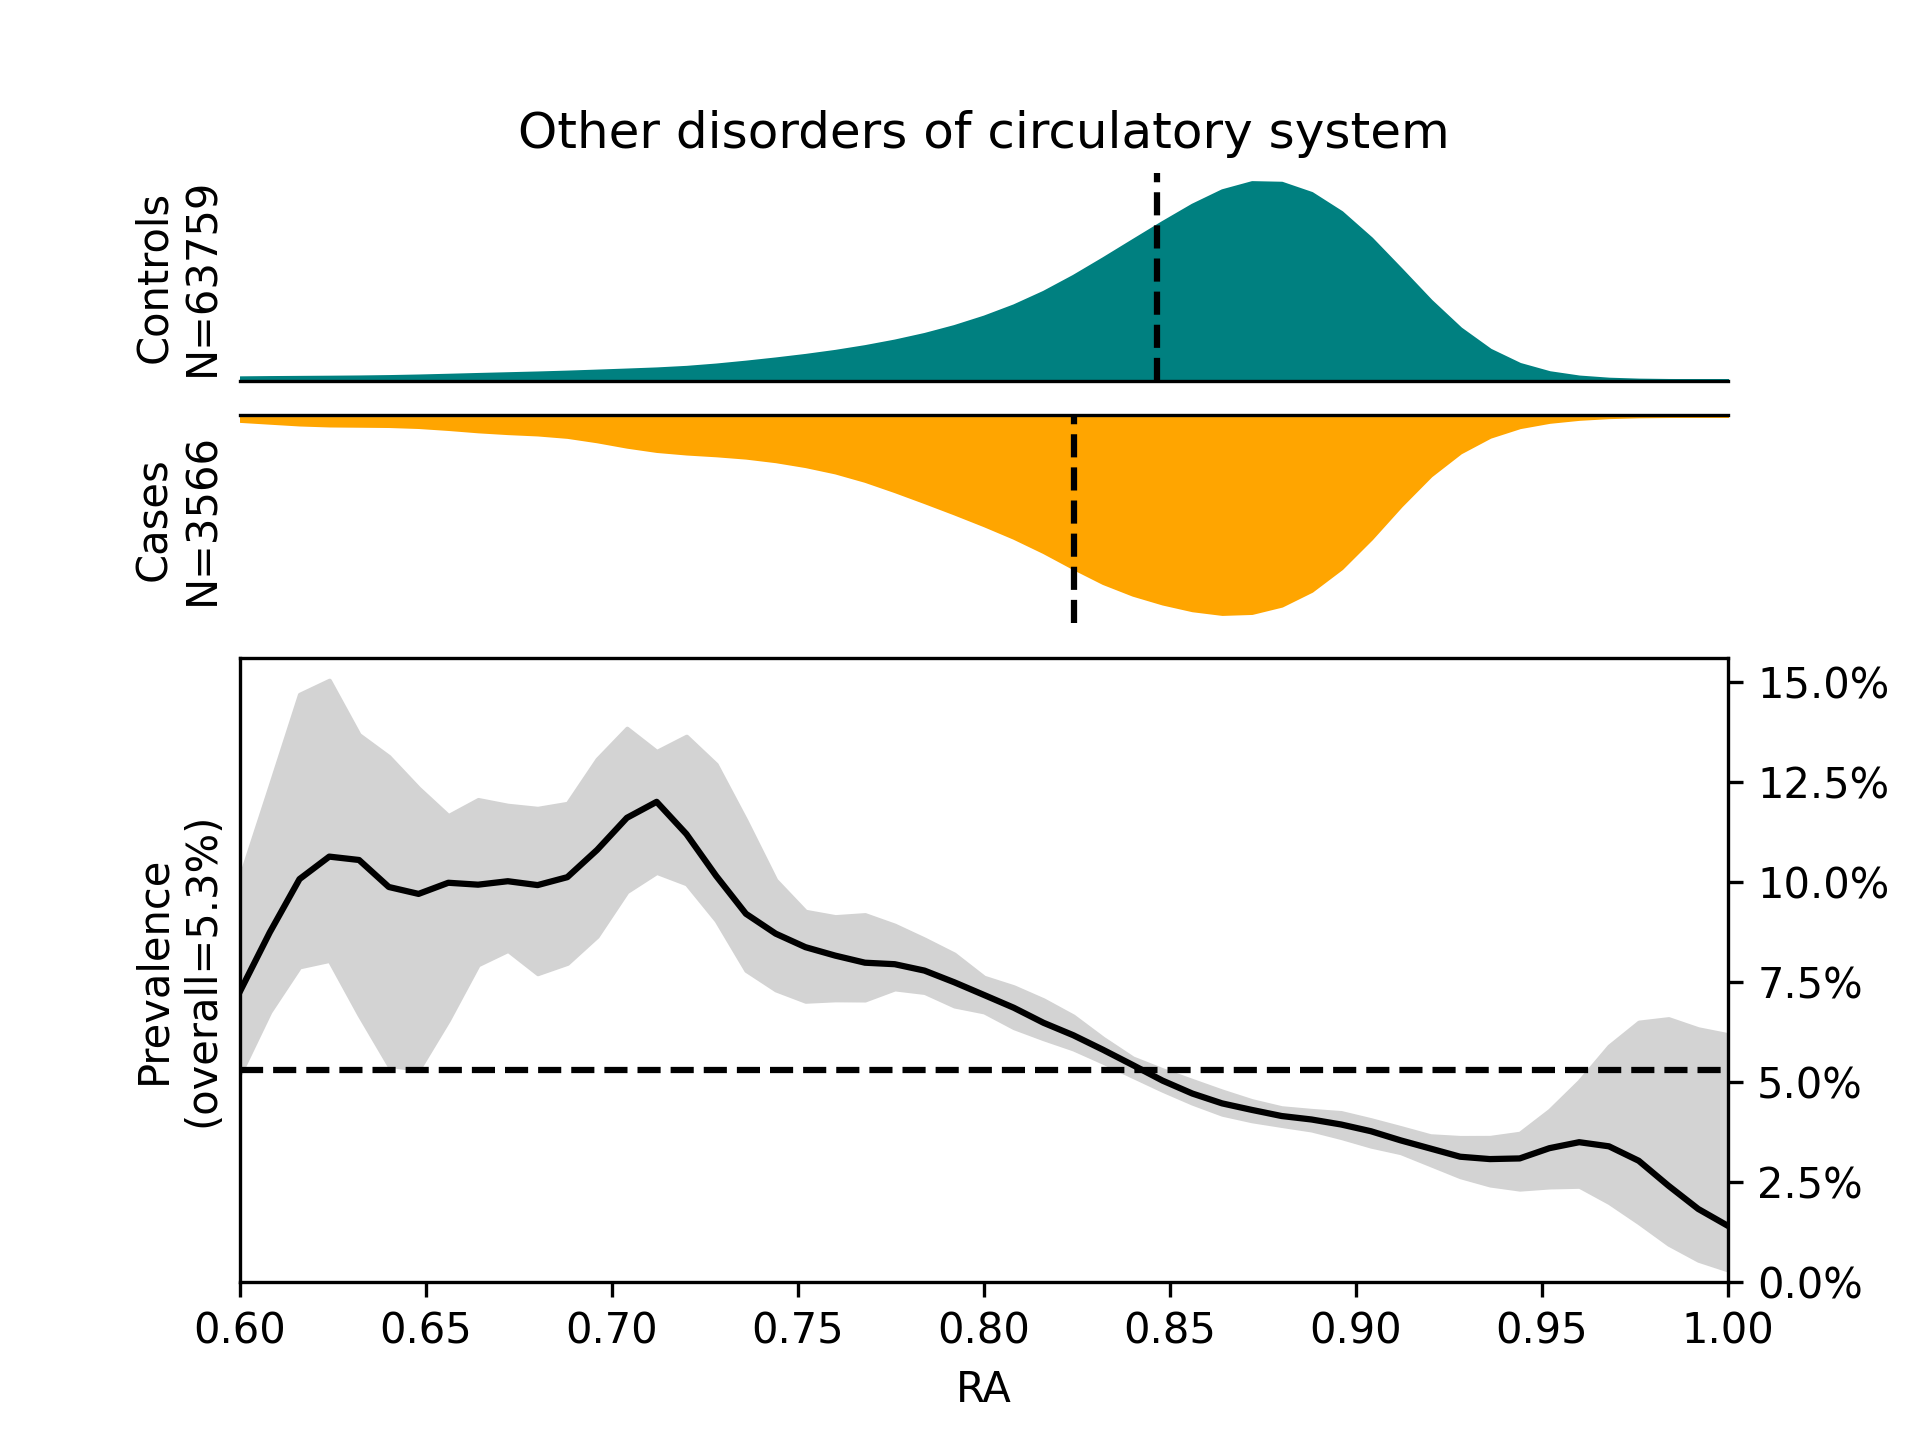 Other disorders of circulatory system
Controls
N=63759
Cases
N=3566
Prevalence
(overall=5.3%)
15.0%
12.5%
10.0%
7.5%
5.0%
2.5%
0.0%
0.60 0.65 0.70 0.75 0.80 0.85 0.90 0.95 1.00
RA